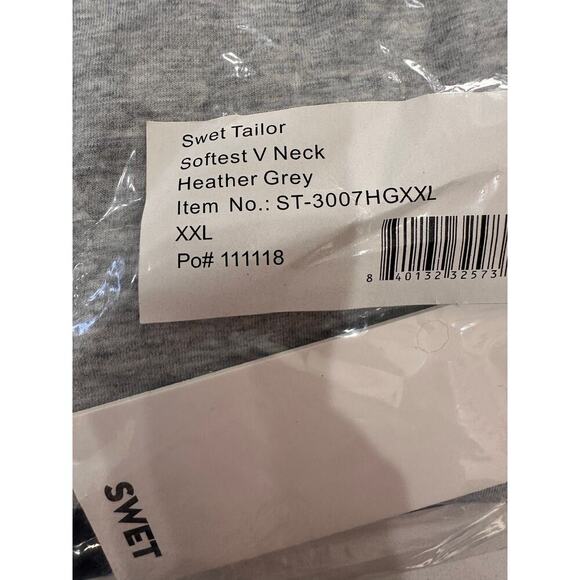 Swet Tailor
Softest V Neck
Heather Grey
Item No.: ST-3007HGXXL
XXL
Po# 111118
8 40132 32573
SWET